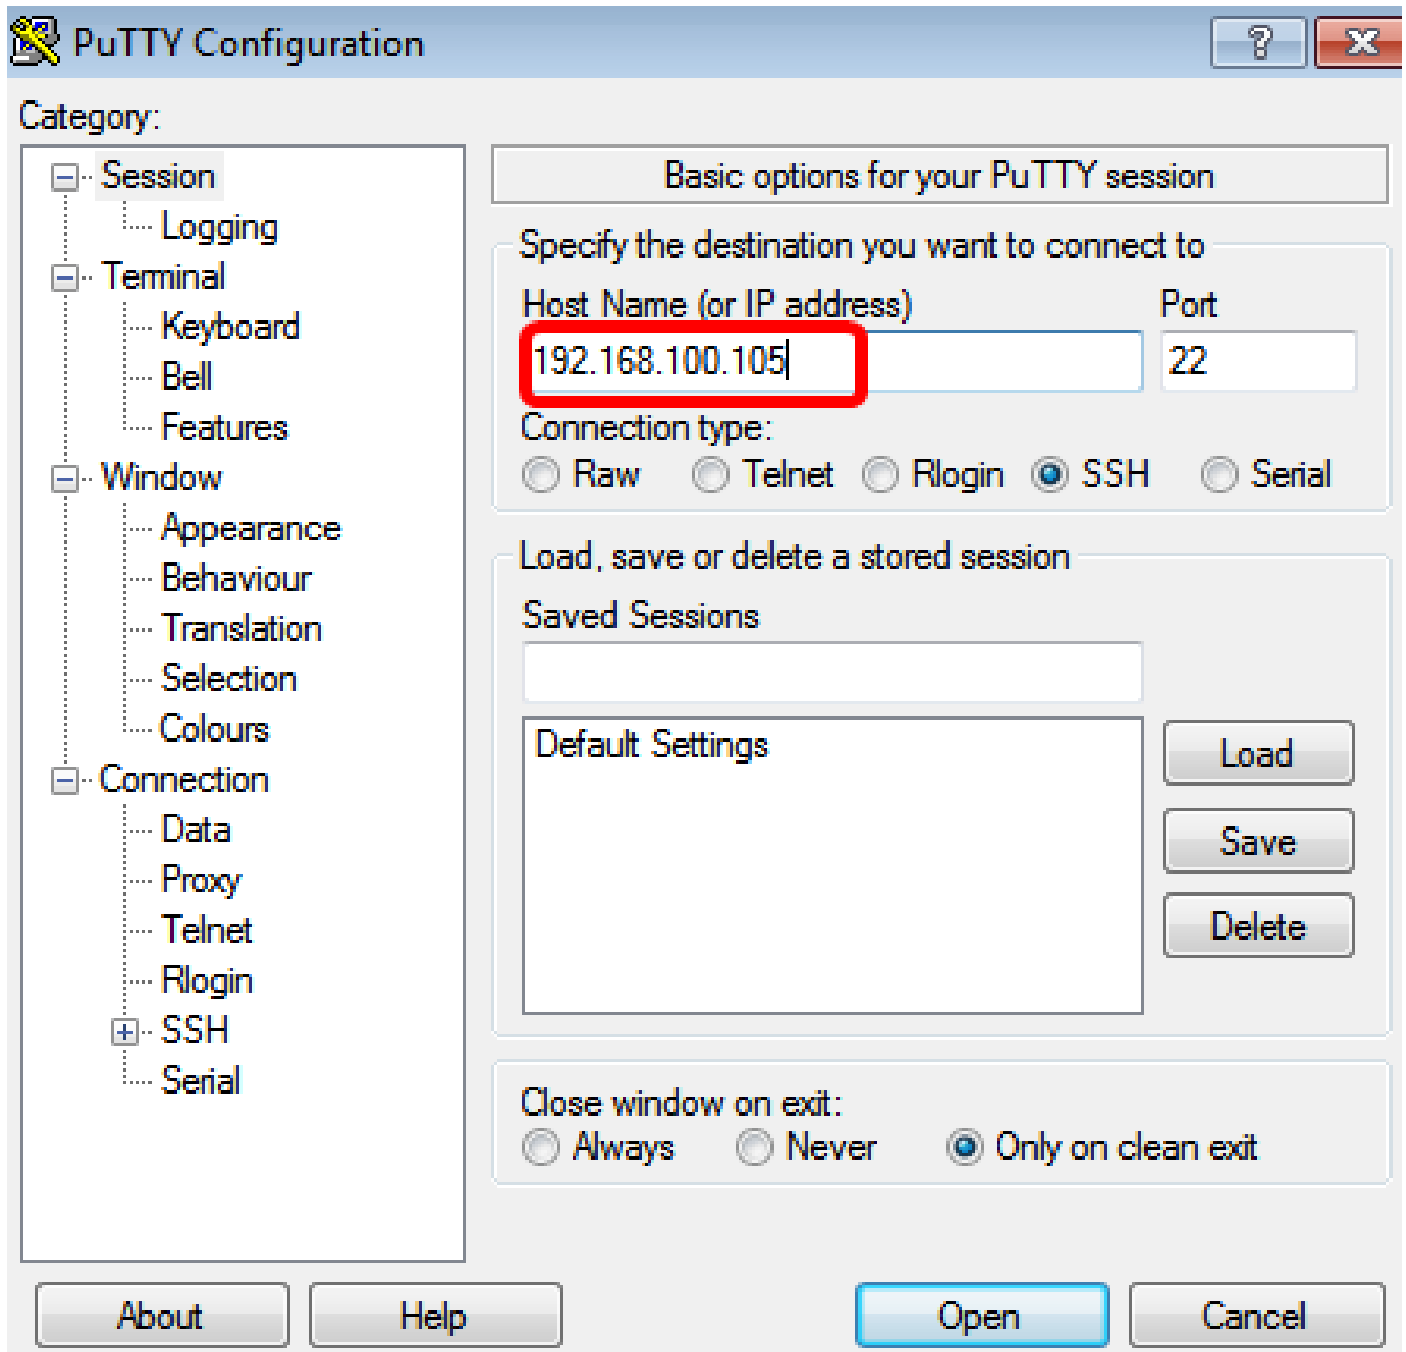 PuTTY Configuration
?
Category:
Session
Logging
Terminal
Keyboard
Bell
Features
Window
Appearance
Behaviour
Translation
Selection
Colours
Connection
Data
Proxy
Telnet
Rlogin
SSH
Serial
Basic options for your PuTTY session
Specify the destination you want to connect to
Host Name (or IP address) Port
192.168.100.105 22
Connection type:
Raw Telnet Rlogin SSH Serial
Load, save or delete a stored session
Saved Sessions
Default Settings
Load
Save
Delete
Close window on exit:
Always Never Only on clean exit
About Help Open Cancel